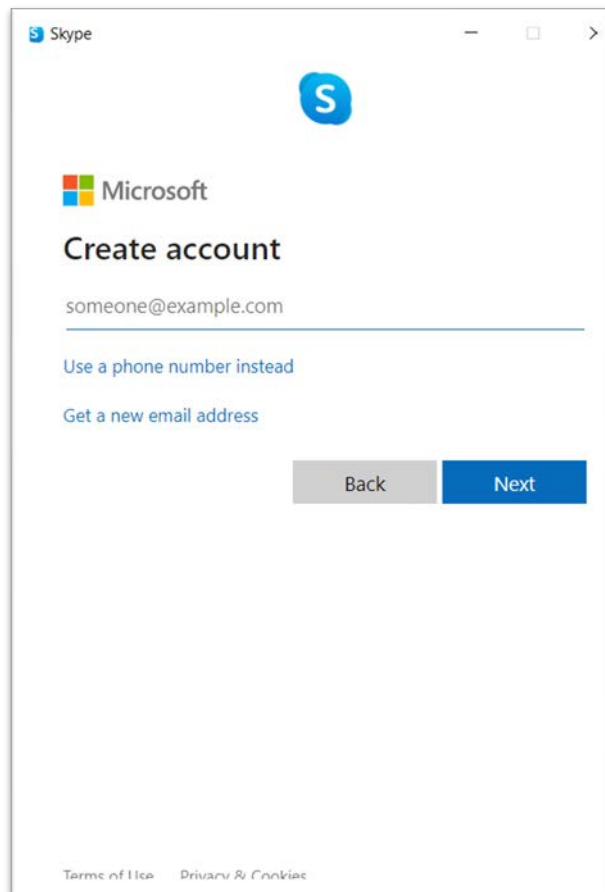 Skype
S
Microsoft
Create account
someone@example.com
Use a phone number instead
Get a new email address
Back Next
Terms of Use Privacy & Cookies